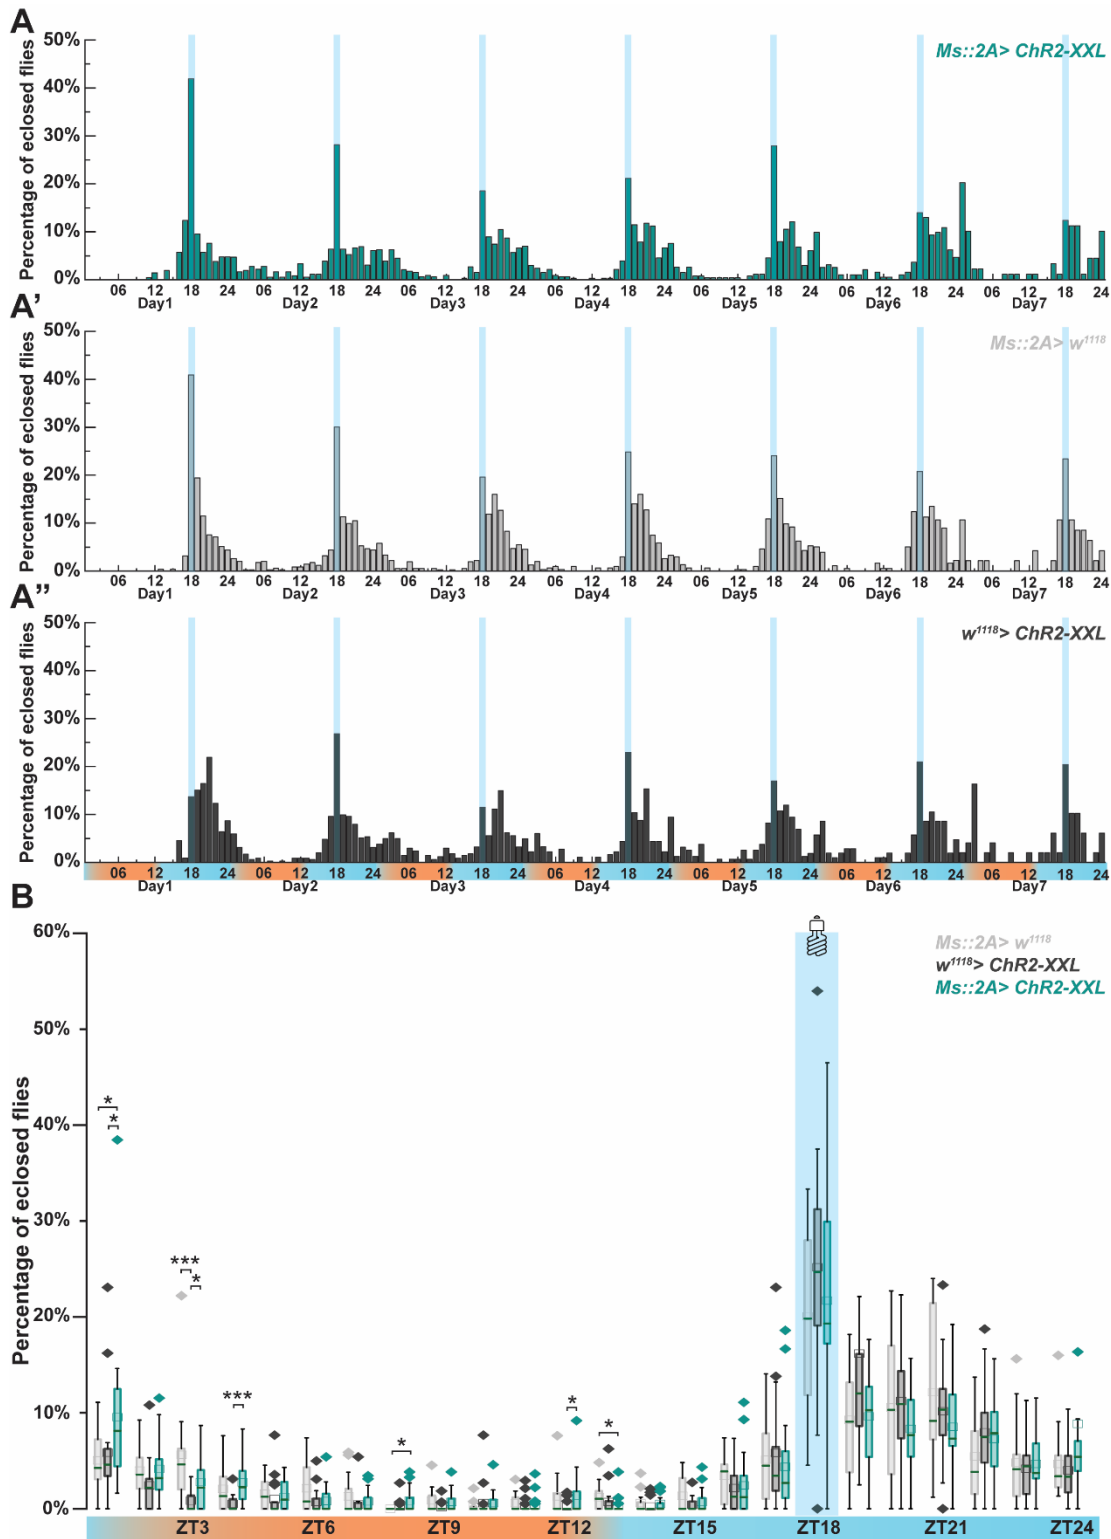 A
50%
Ms::2A> ChR2-XXL
40%
30%
20%
10%
0%
Percentage of eclosed flies
06 12 18 24 06 12 18 24 06 12 18 24 06 12 18 24 06 12 18 24 06 12 18 24 06 12 18 24
Day1 Day2 Day3 Day4 Day5 Day6 Day7
A'
50%
Ms::2A> w1118
40%
30%
20%
10%
0%
Percentage of eclosed flies
06 12 18 24 06 12 18 24 06 12 18 24 06 12 18 24 06 12 18 24 06 12 18 24 06 12 18 24
Day1 Day2 Day3 Day4 Day5 Day6 Day7
A"
50%
w1118> ChR2-XXL
40%
30%
20%
10%
0%
Percentage of eclosed flies
06 12 18 24 06 12 18 24 06 12 18 24 06 12 18 24 06 12 18 24 06 12 18 24 06 12 18 24
Day1 Day2 Day3 Day4 Day5 Day6 Day7
B
60%
Ms::2A> w1118
w1118> ChR2-XXL
Ms::2A> ChR2-XXL
50%
40%
30%
20%
10%
0%
Percentage of eclosed flies
*
*
***
*
***
*
*
*
ZT3 ZT6 ZT9 ZT12 ZT15 ZT18 ZT21 ZT24